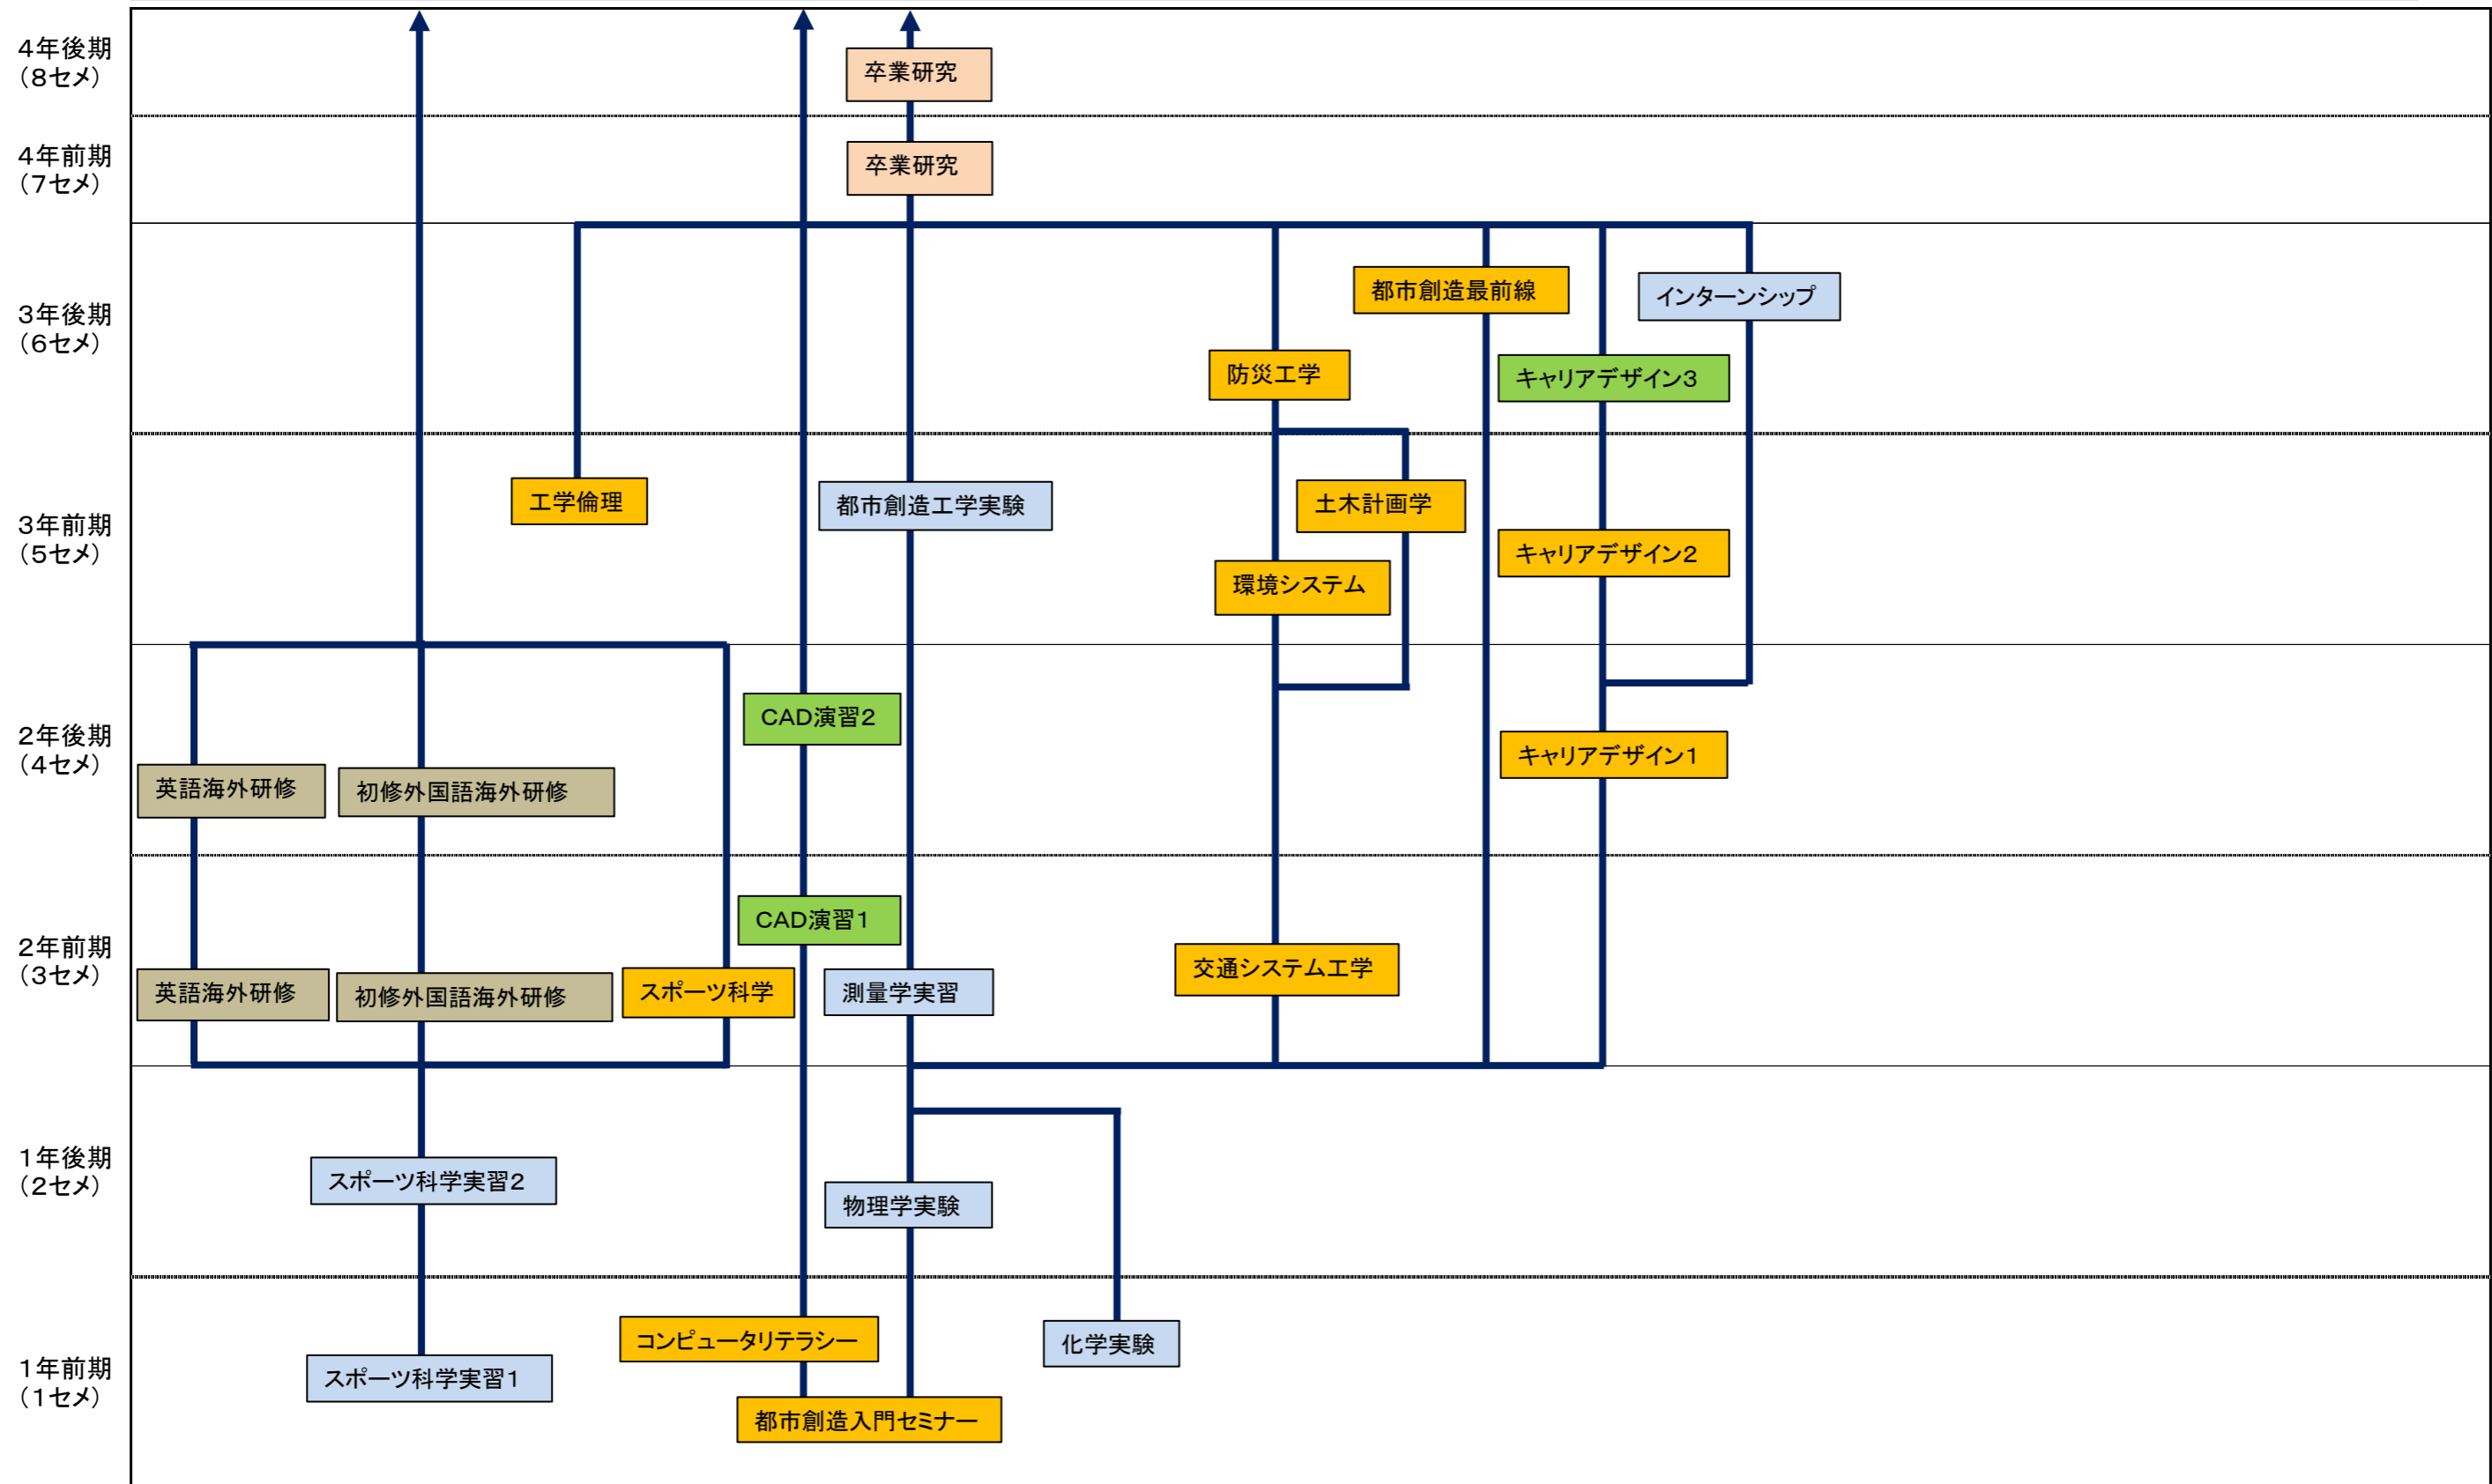 4年後期
（8セメ）
卒業研究
4年前期
（7セメ）
卒業研究
3年後期
（6セメ）
都市創造最前線
インターンシップ
防災工学
キャリアデザイン3
3年前期
（5セメ）
工学倫理
都市創造工学実験
土木計画学
キャリアデザイン2
環境システム
2年後期
（4セメ）
CAD演習2
キャリアデザイン1
英語海外研修
初修外国語海外研修
2年前期
（3セメ）
CAD演習1
交通システム工学
英語海外研修
初修外国語海外研修
スポーツ科学
測量学実習
1年後期
（2セメ）
スポーツ科学実習2
物理学実験
1年前期
（1セメ）
コンピュータリテラシー
化学実験
スポーツ科学実習1
都市創造入門セミナー